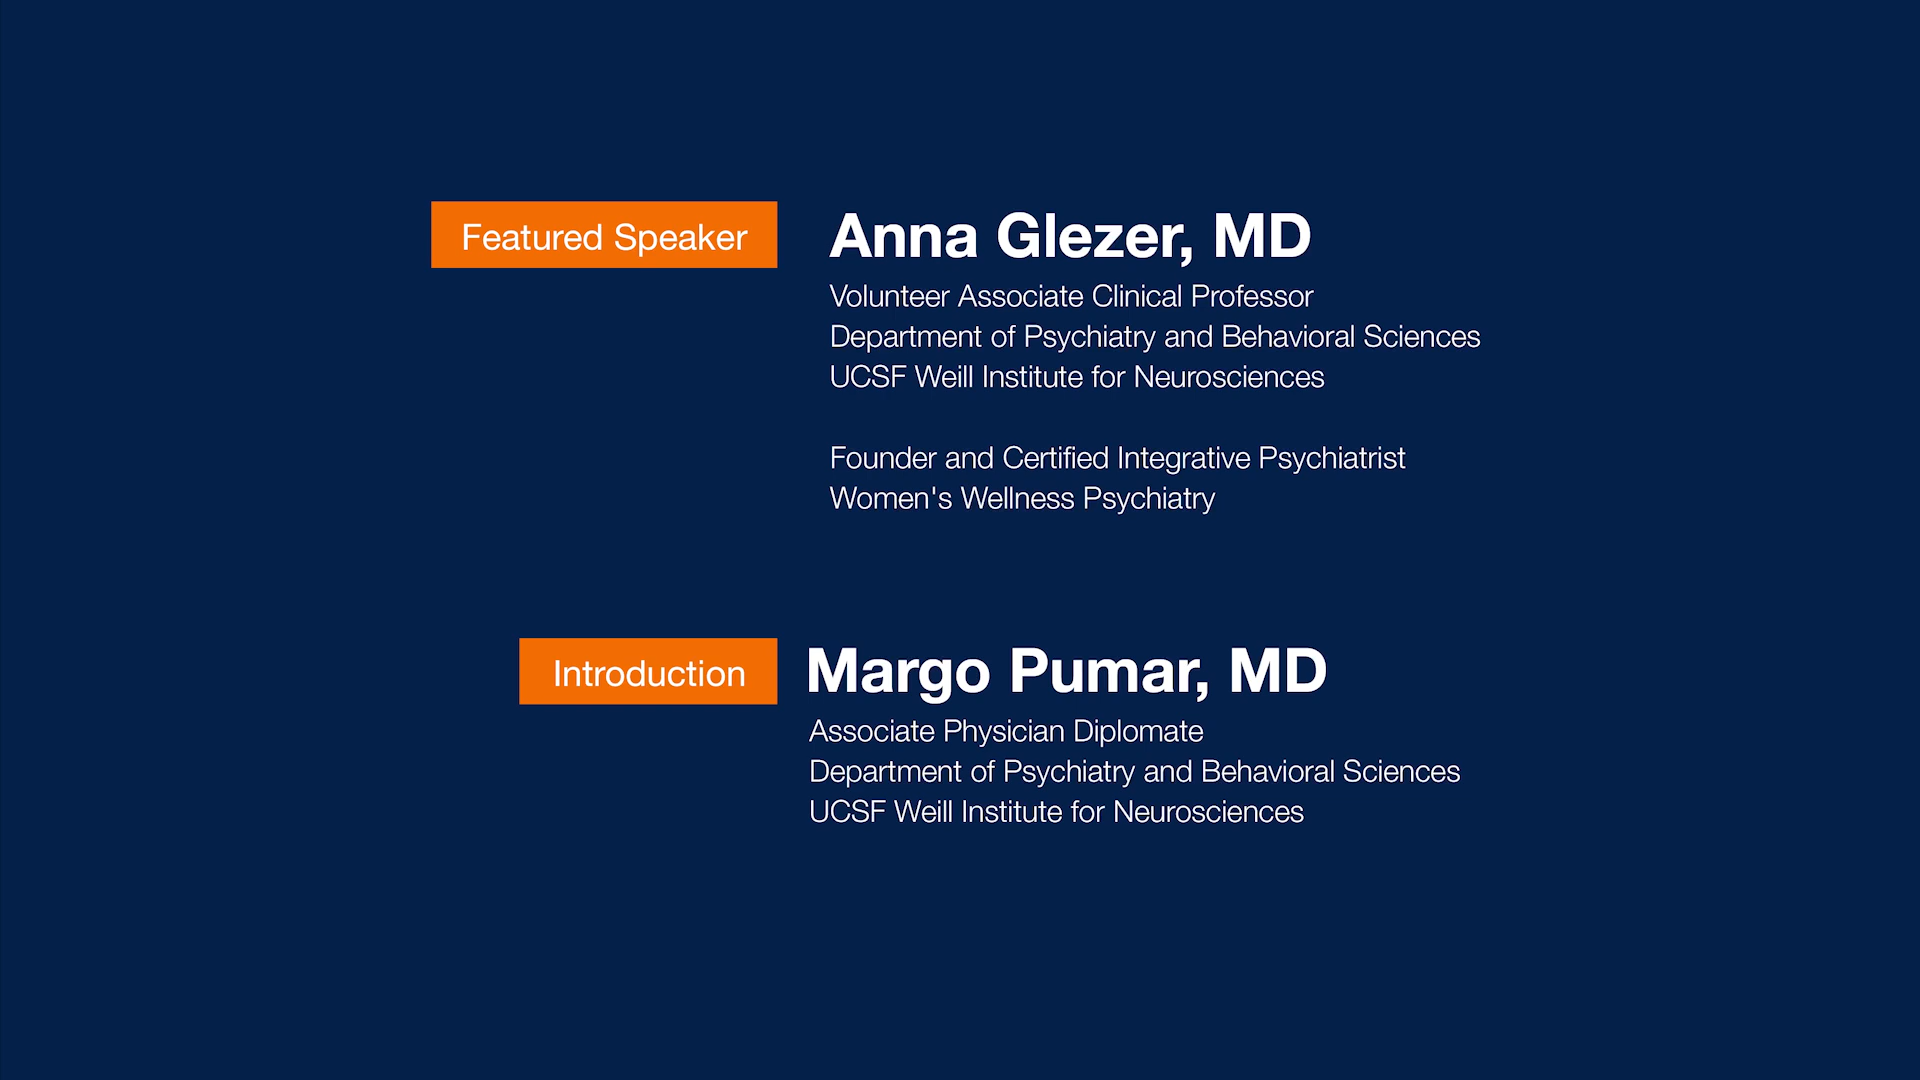 Featured Speaker
Anna Glezer, MD
Volunteer Associate Clinical Professor
Department of Psychiatry and Behavioral Sciences
UCSF Weill Institute for Neurosciences
Founder and Certified Integrative Psychiatrist
Women's Wellness Psychiatry
Introduction
Margo Pumar, MD
Associate Physician Diplomate
Department of Psychiatry and Behavioral Sciences
UCSF Weill Institute for Neurosciences